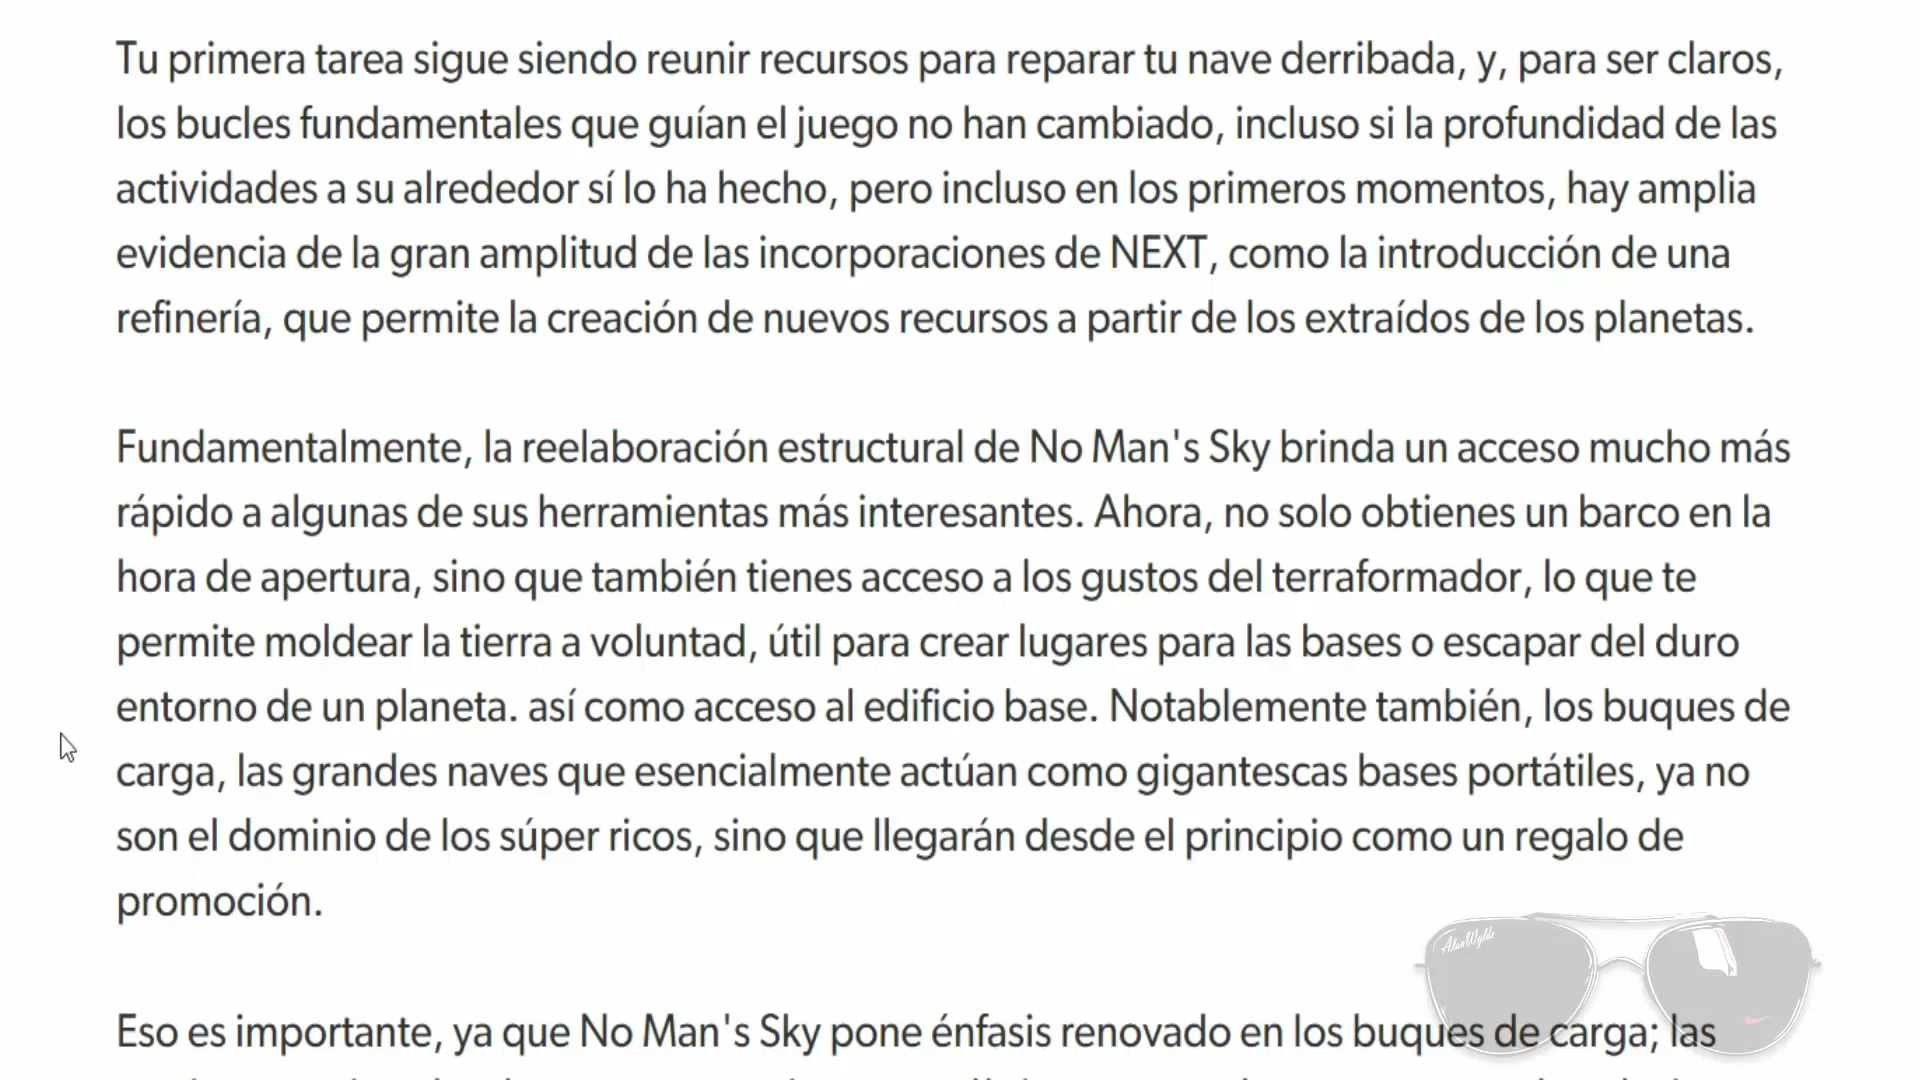 Tu primera tarea sigue siendo reunir recursos para reparar tu nave derribada, y, para ser claros,
los bucles fundamentales que guían el juego no han cambiado, incluso si la profundidad de las
actividades a su alrededor sí lo ha hecho, pero incluso en los primeros momentos, hay amplia
evidencia de la gran amplitud de las incorporaciones de NEXT, como la introducción de una
refinería, que permite la creación de nuevos recursos a partir de los extraídos de los planetas.
Fundamentalmente, la reelaboración estructural de No Man's Sky brinda un acceso mucho más
rápido a algunas de sus herramientas más interesantes. Ahora, no solo obtienes un barco en la
hora de apertura, sino que también tienes acceso a los gustos del terraformador, lo que te
permite moldear la tierra a voluntad, útil para crear lugares para las bases o escapar del duro
entorno de un planeta. así como acceso al edificio base. Notablemente también, los buques de
carga, las grandes naves que esencialmente actúan como gigantescas bases portátiles, ya no
son el dominio de los súper ricos, sino que llegarán desde el principio como un regalo de
promoción.
AlanWylde
Eso es importante, ya que No Man's Sky pone énfasis renovado en los buques de carga; las